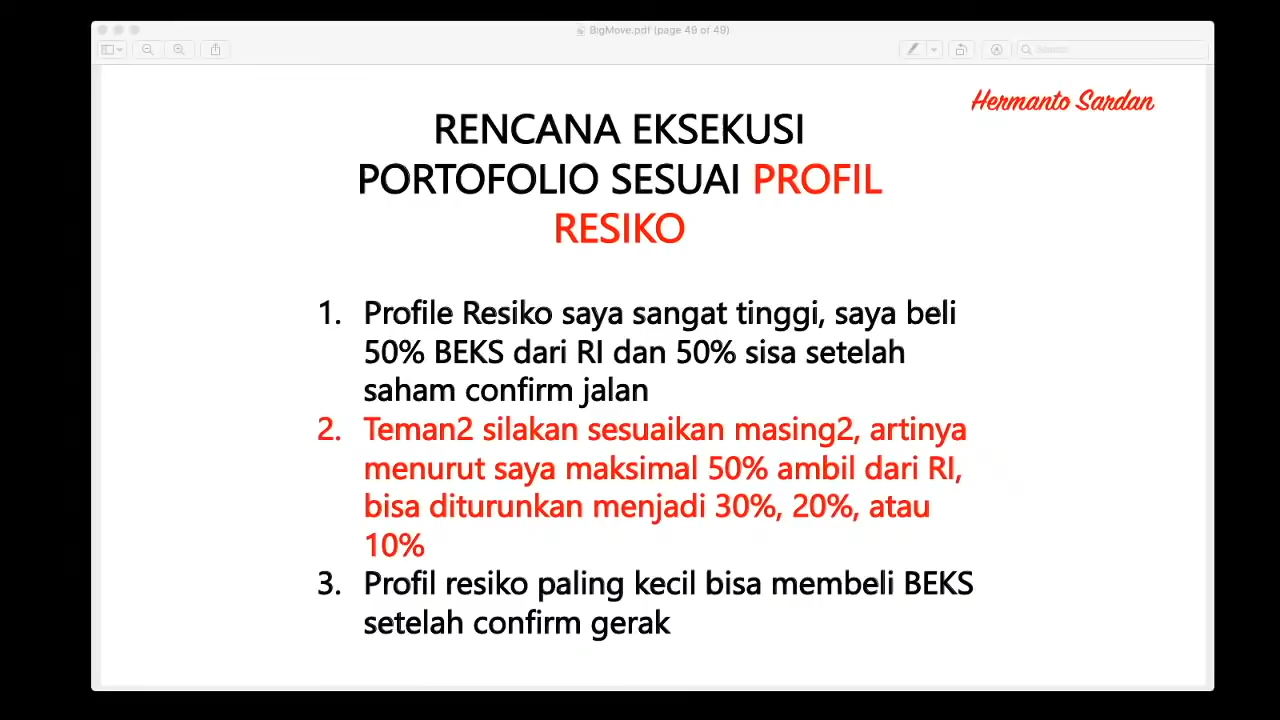 BigMove.pdf (page 49 of 49)
Search
Hermanto Sardan
RENCANA EKSEKUSI
PORTOFOLIO SESUAI PROFIL
RESIKO
1. Profile Resiko saya sangat tinggi, saya beli
50% BEKS dari RI dan 50% sisa setelah
saham confirm jalan
2. Teman2 silakan sesuaikan masing2, artinya
menurut saya maksimal 50% ambil dari RI,
bisa diturunkan menjadi 30%, 20%, atau
10%
3. Profil resiko paling kecil bisa membeli BEKS
setelah confirm gerak